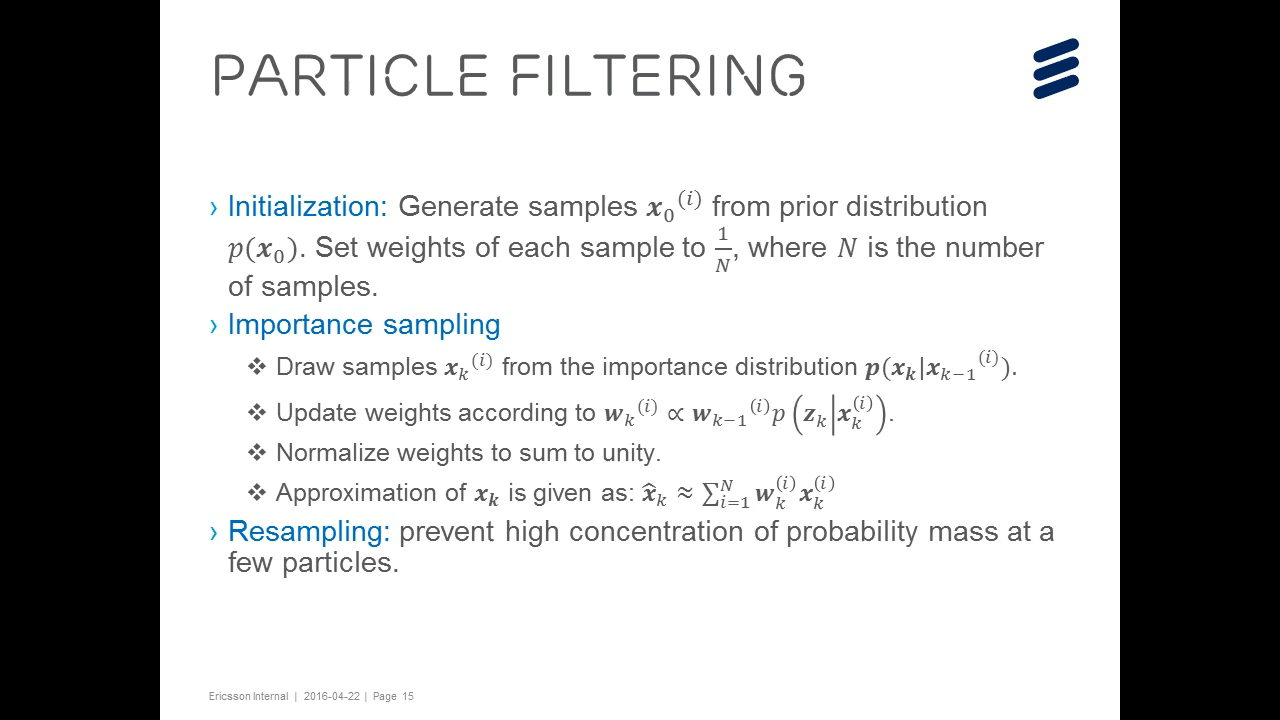 PARTICLE FILTERING
› Initialization: Generate samples 𝒙₀⁽ⁱ⁾ from prior distribution
p(𝒙₀). Set weights of each sample to 1/N, where N is the number
of samples.
› Importance sampling
❖ Draw samples 𝒙ₖ⁽ⁱ⁾ from the importance distribution 𝒑(𝒙ₖ|𝒙ₖ₋₁⁽ⁱ⁾).
❖ Update weights according to 𝒘ₖ⁽ⁱ⁾ ∝ 𝒘ₖ₋₁⁽ⁱ⁾p(𝒛ₖ|𝒙ₖ⁽ⁱ⁾).
❖ Normalize weights to sum to unity.
❖ Approximation of 𝒙ₖ is given as: 𝒙̂ₖ ≈ ∑ᵢ₌₁ᴺ 𝒘ₖ⁽ⁱ⁾𝒙ₖ⁽ⁱ⁾
› Resampling: prevent high concentration of probability mass at a
few particles.
Ericsson Internal | 2016-04-22 | Page 15